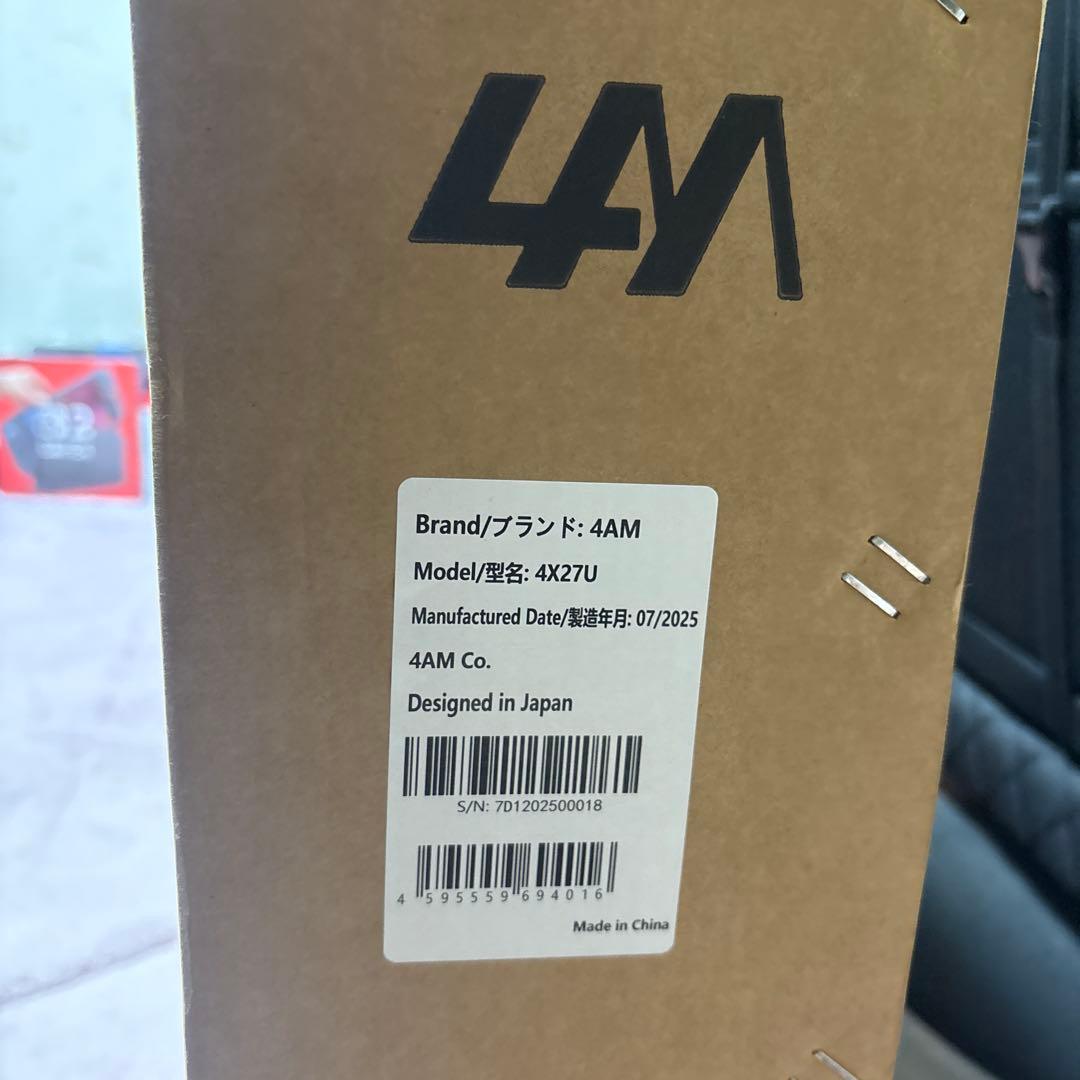 4M
Brand/ブランド: 4AM
Model/型名: 4X27U
Manufactured Date/製造年月: 07/2025
4AM Co.
Designed in Japan
S/N: 7D1202500018
4 595559 694016
Made in China